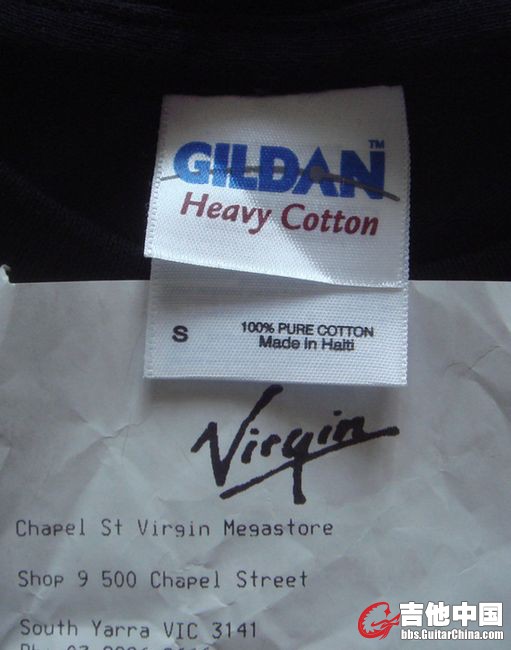 GILDAN™
Heavy Cotton
S
100% PURE COTTON
Made in Haiti
Virgin
Chapel St Virgin Megastore
Shop 9 500 Chapel Street
South Yarra VIC 3141
吉他中国
bbs.GuitarChina.com